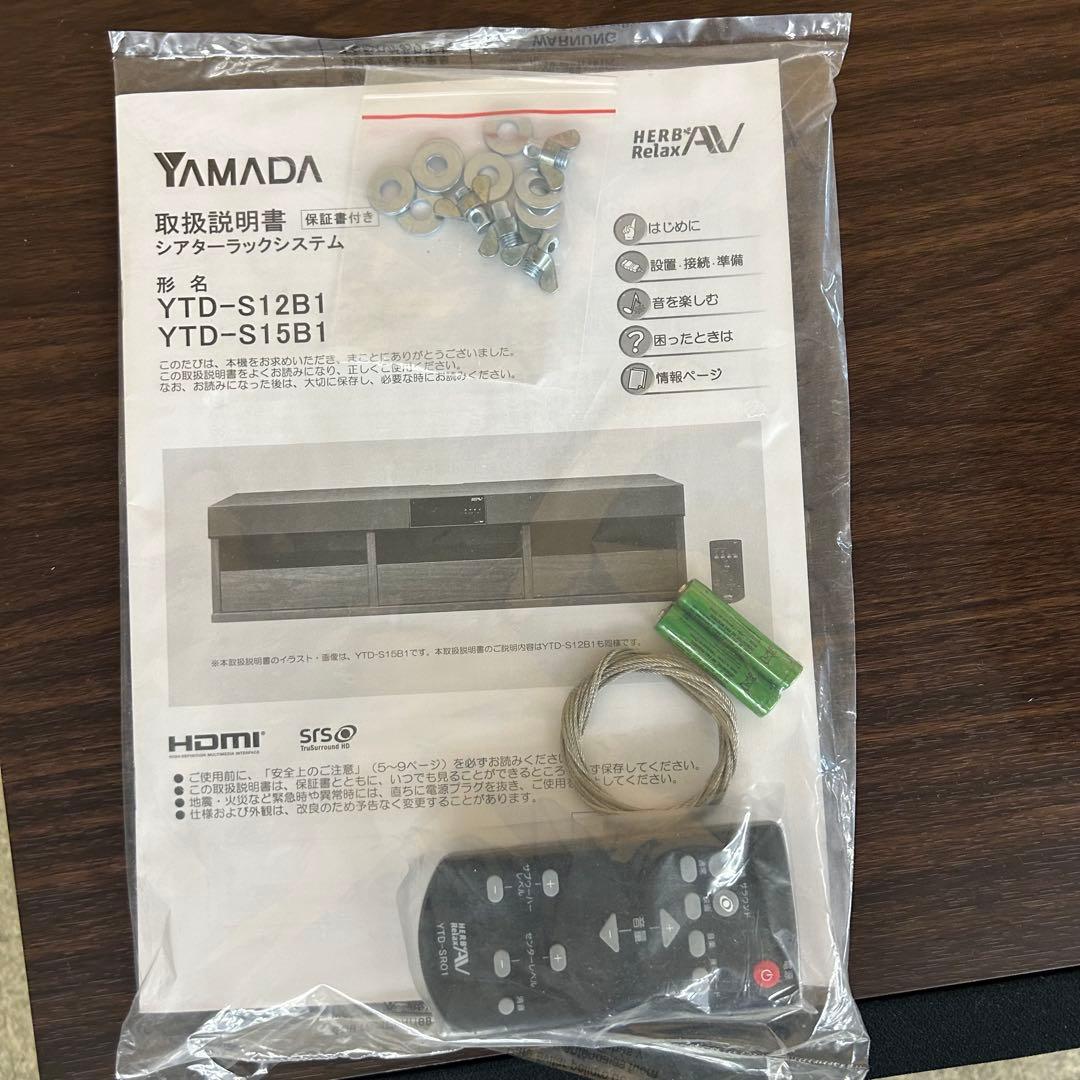 WARNUNG
YAMADA
HERB Relax AV
取扱説明書 保証書付き
シアターラックシステム
形 名
YTD-S12B1
YTD-S15B1
このたびは、本機をお求めいただき、まことにありがとうございました。
この取扱説明書をよくお読みになり、正しくご使用ください。
なお、お読みになった後は、大切に保存し、必要な時にお読みください。
はじめに
設置・接続・準備
音を楽しむ
困ったときは
情報ページ
※本取扱説明書のイラスト・画像は、YTD-S15B1です。本取扱説明書のご説明内容はYTD-S12B1も同様です。
HDMI
HIGH-DEFINITION MULTIMEDIA INTERFACE
SRS
TruSurround HD
● ご使用前に、「安全上のご注意」（5～9ページ）を必ずお読みくださ
● この取扱説明書は、保証書とともに、いつでも見ることができるところ ず保存してください。
● 地震・火災など緊急時や異常時には、直ちに電源プラグを抜き、ご使用を してください。
● 仕様および外観は、改良のため予告なく変更することがあります。
サブウーハー
レベル
センターレベル
消音
音量
サラウンド
電源
HERB Relax AV
YTD-SR01